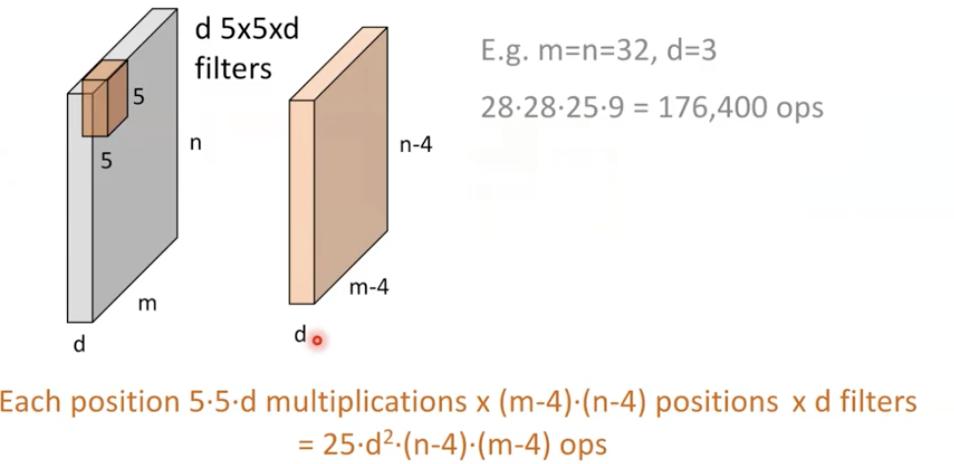 d 5x5xd
filters
E.g. m=n=32, d=3
28·28·25·9 = 176,400 ops
5
5
n
m
d
n-4
m-4
d
Each position 5·5·d multiplications x (m-4)·(n-4) positions x d filters
= 25·d²·(n-4)·(m-4) ops